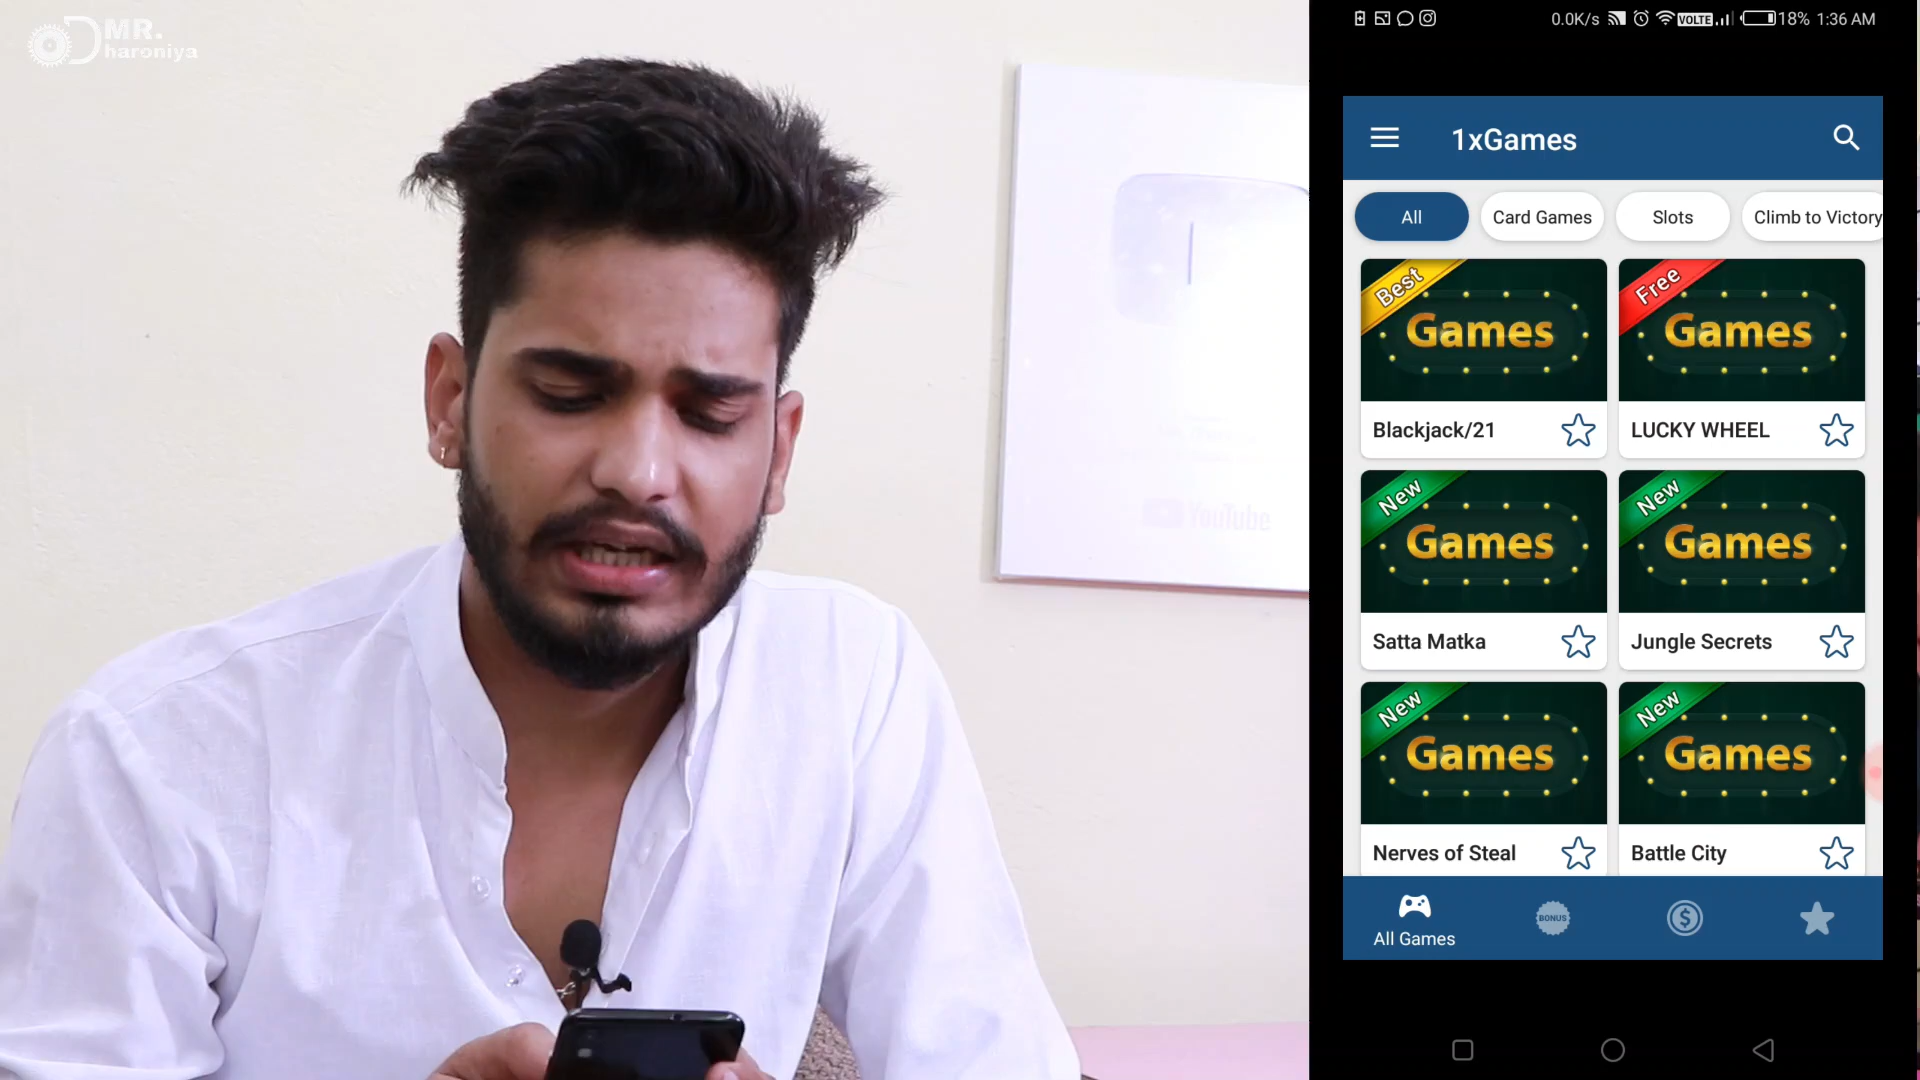 MR.
Dharoniya
YouTube
0.0K/s VOLTE 18% 1:36 AM
1xGames
All Card Games Slots Climb to Victory
Best Games
Free Games
Blackjack/21
LUCKY WHEEL
New Games
New Games
Satta Matka
Jungle Secrets
New Games
New Games
Nerves of Steal
Battle City
All Games
BONUS
$